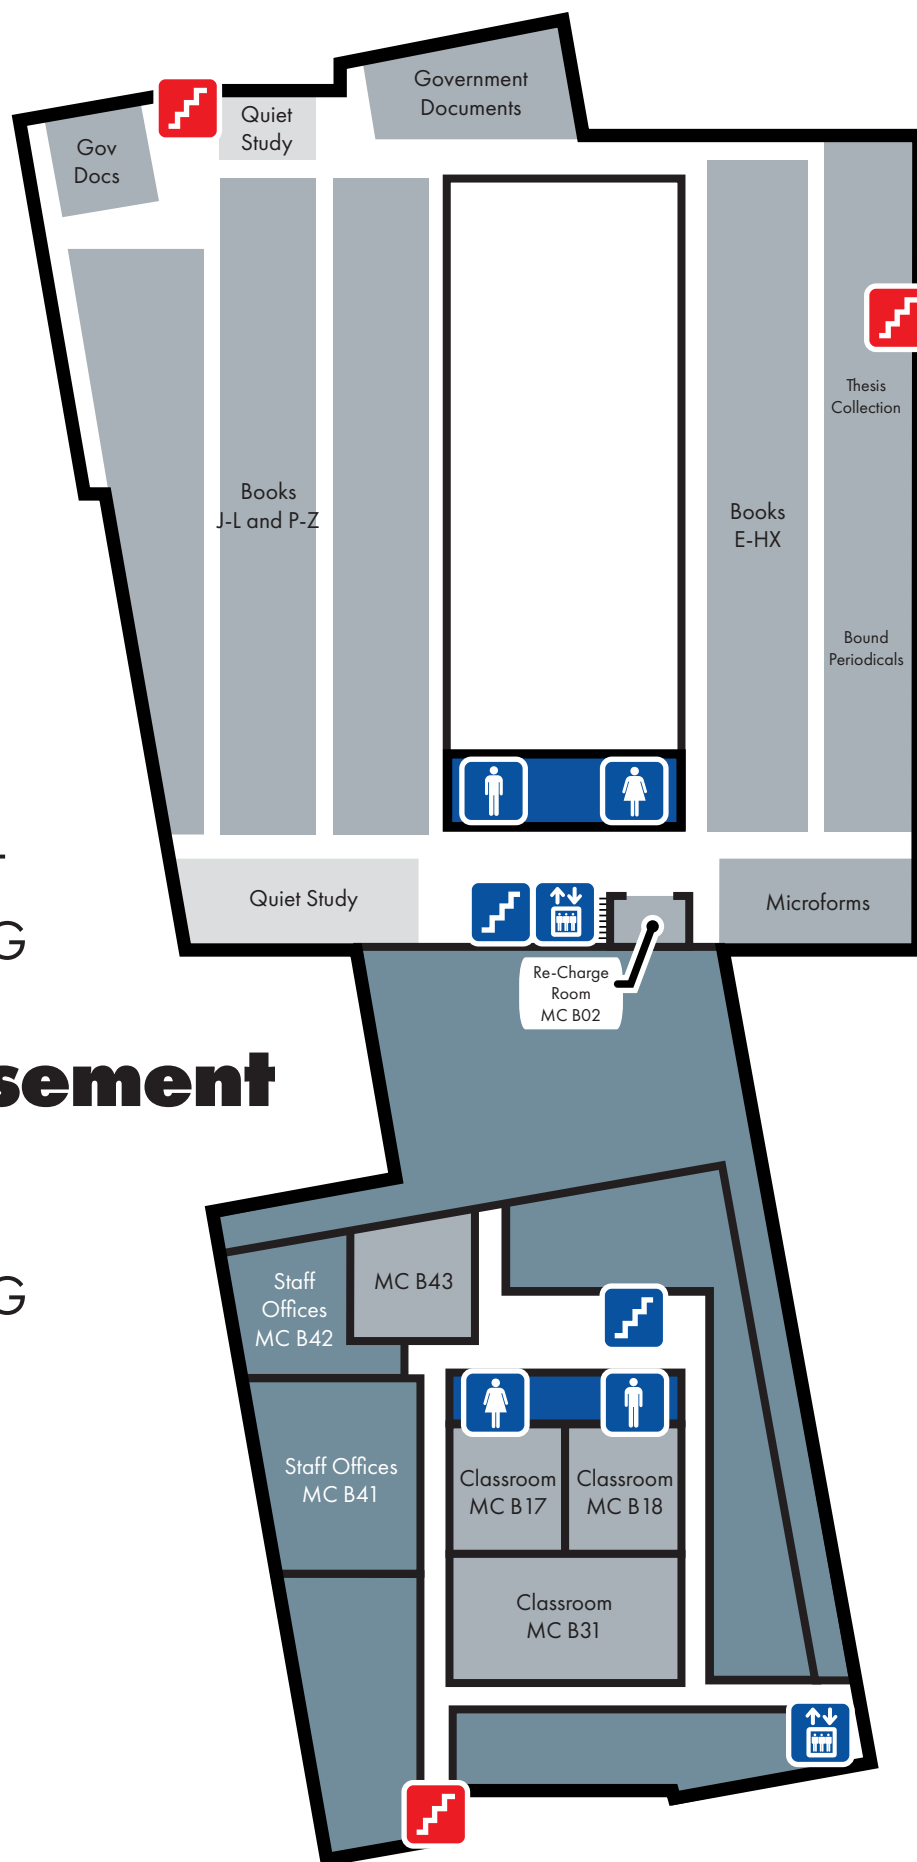 Government
Documents
Quiet
Study
Gov
Docs
Thesis
Collection
Books
J-L and P-Z
Books
E-HX
Bound
Periodicals
Quiet Study
Microforms
G
Re-Charge
Room
MC B02
sement
G
Staff
Offices
MC B42
MC B43
Staff Offices
MC B41
Classroom
MC B17
Classroom
MC B18
Classroom
MC B31